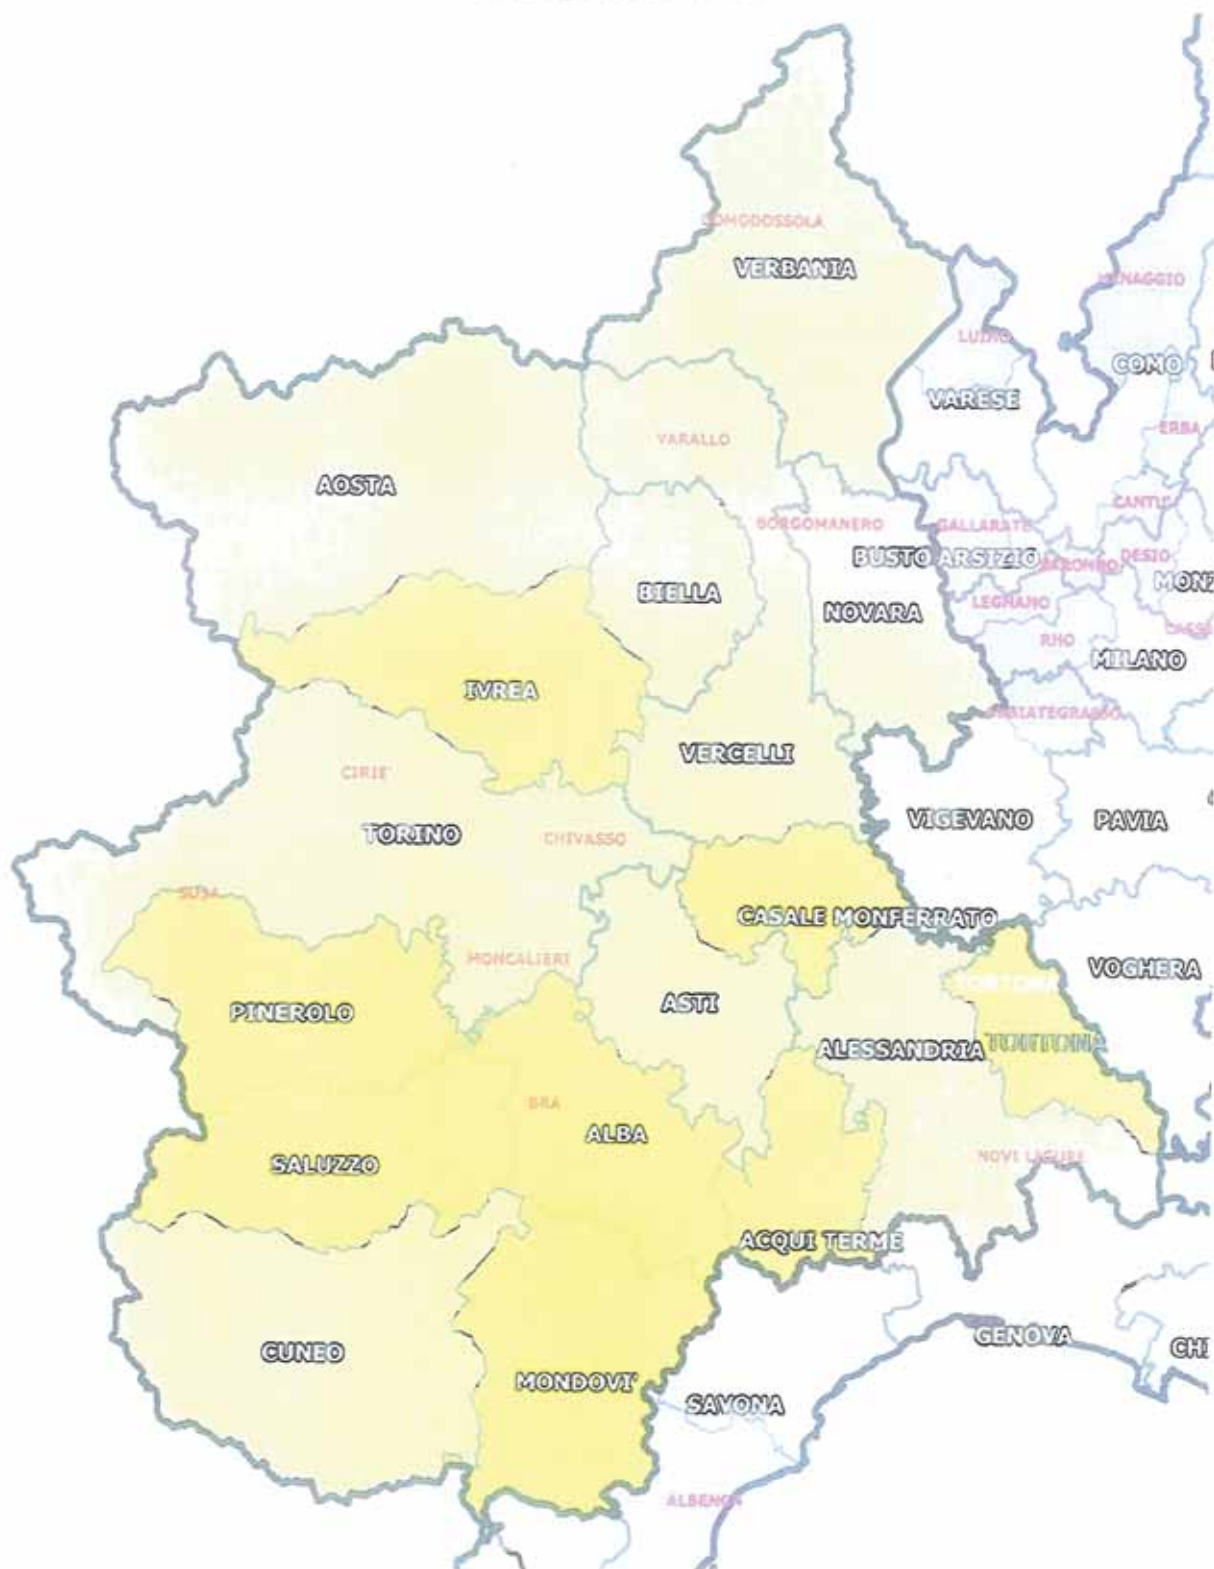 DOMODOSSOLA
VERBANIA
MENAGGIO
LUINO
COMO
VARESE
ERBA
VARALLO
AOSTA
CANTU'
BORGOMANERO
GALLARATE
BUSTO ARSIZIO
DESIO
BIELLA
LEGNANO
NOVARA
RHO
MILANO
IVREA
ABBIATEGRASSO
VERCELLI
CIRIE'
VIGEVANO
PAVIA
TORINO
CHIVASSO
SUSA
CASALE MONFERRATO
MONCALIERI
VOGHERA
TORTONA
ASTI
PINEROLO
TORTONA
ALESSANDRIA
BRA
ALBA
NOVI LIGURE
SALUZZO
ACQUI TERME
GENOVA
CUNEO
MONDOVI'
SAVONA
ALBENGA